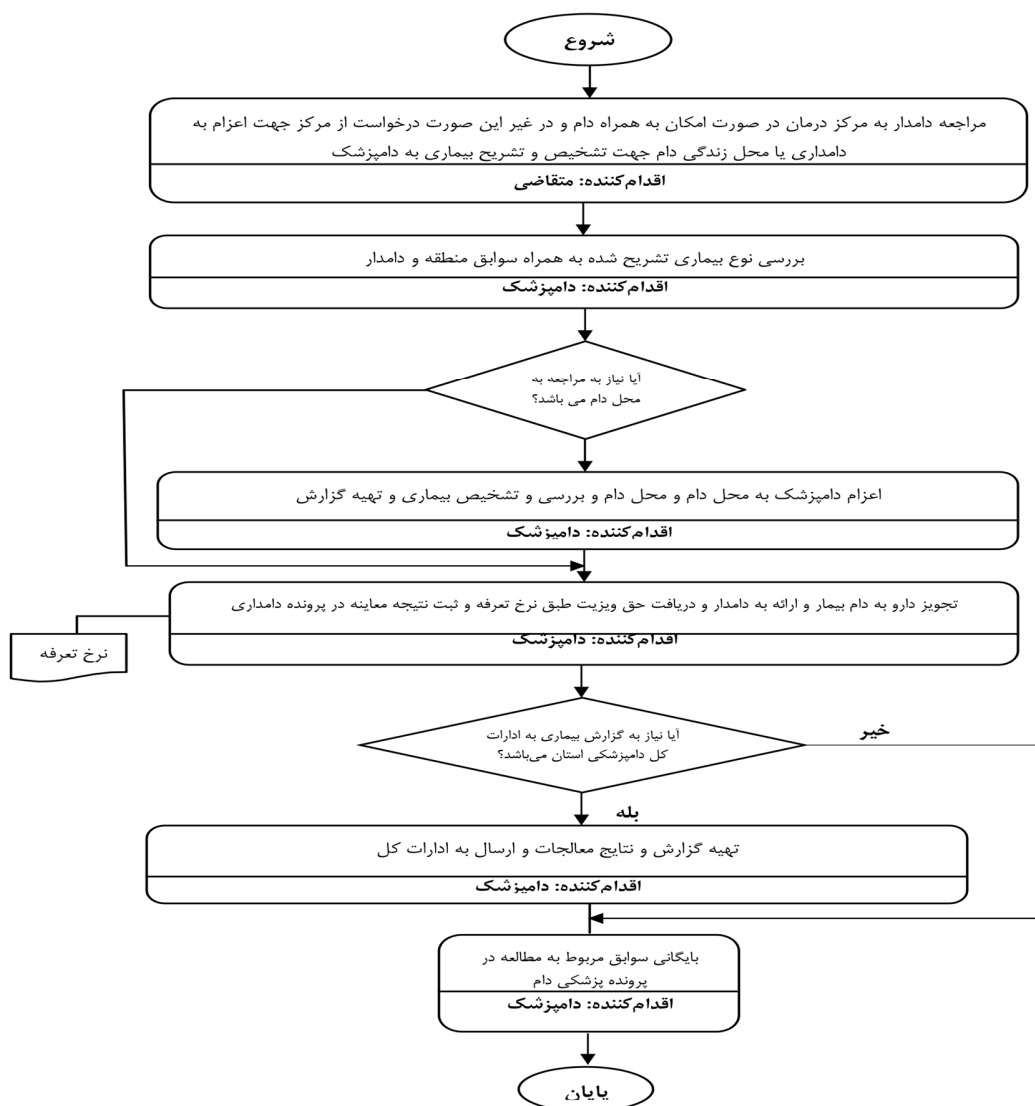 شروع
مراجعه دامدار به مرکز درمان در صورت امکان به همراه دام و در غیر این صورت درخواست از مرکز جهت اعزام به
دامداری یا محل زندگی دام جهت تشخیص و تشریح بیماری به دامپزشک
اقدام‌کننده: متقاضی
بررسی نوع بیماری تشریح شده به همراه سوابق منطقه و دامدار
اقدام‌کننده: دامپزشک
آیا نیاز به مراجعه به
محل دام می باشد؟
اعزام دامپزشک به محل دام و محل دام و بررسی و تشخیص بیماری و تهیه گزارش
اقدام‌کننده: دامپزشک
تجویز دارو به دام بیمار و ارائه به دامدار و دریافت حق ویزیت طبق نرخ تعرفه و ثبت نتیجه معاینه در پرونده دامداری
اقدام‌کننده: دامپزشک
نرخ تعرفه
آیا نیاز به گزارش بیماری به ادارات
کل دامپزشکی استان می‌باشد؟
خیر
بله
تهیه گزارش و نتایج معالجات و ارسال به ادارات کل
اقدام‌کننده: دامپزشک
بایگانی سوابق مربوط به مطالعه در
پرونده پزشکی دام
اقدام‌کننده: دامپزشک
پایان